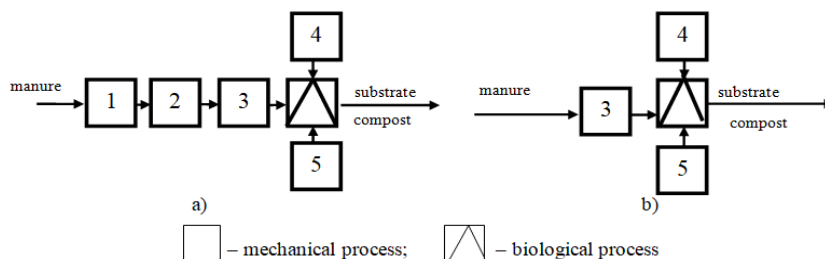 4 4
manure 1 2 3 substrate compost
manure 3 substrate compost
5 5
a) b)
– mechanical process; – biological process